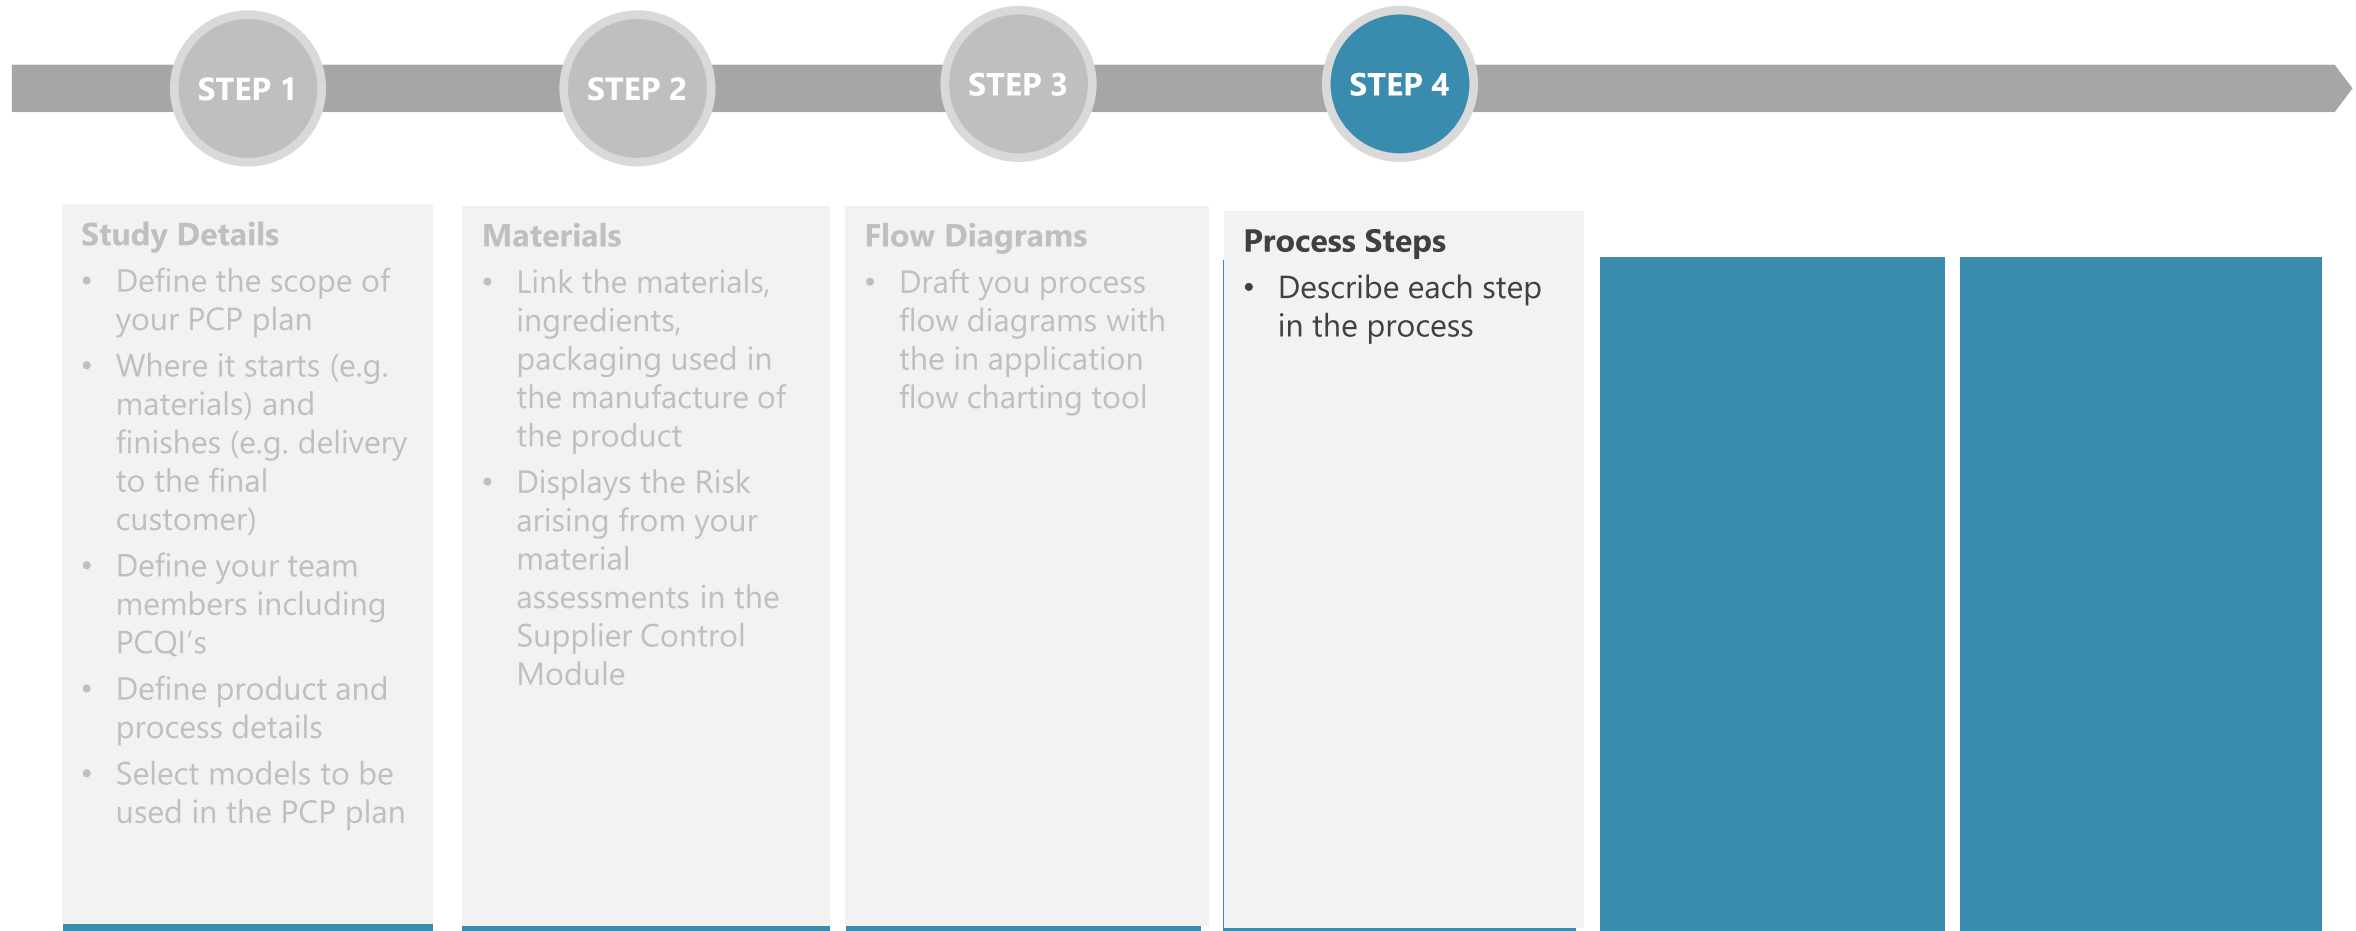 STEP 1
STEP 2
STEP 3
STEP 4
Study Details
• Define the scope of
your PCP plan
• Where it starts (e.g.
materials) and
finishes (e.g. delivery
to the final
customer)
• Define your team
members including
PCQI’s
• Define product and
process details
• Select models to be
used in the PCP plan
Materials
• Link the materials,
ingredients,
packaging used in
the manufacture of
the product
• Displays the Risk
arising from your
material
assessments in the
Supplier Control
Module
Flow Diagrams
• Draft you process
flow diagrams with
the in application
flow charting tool
Process Steps
• Describe each step
in the process